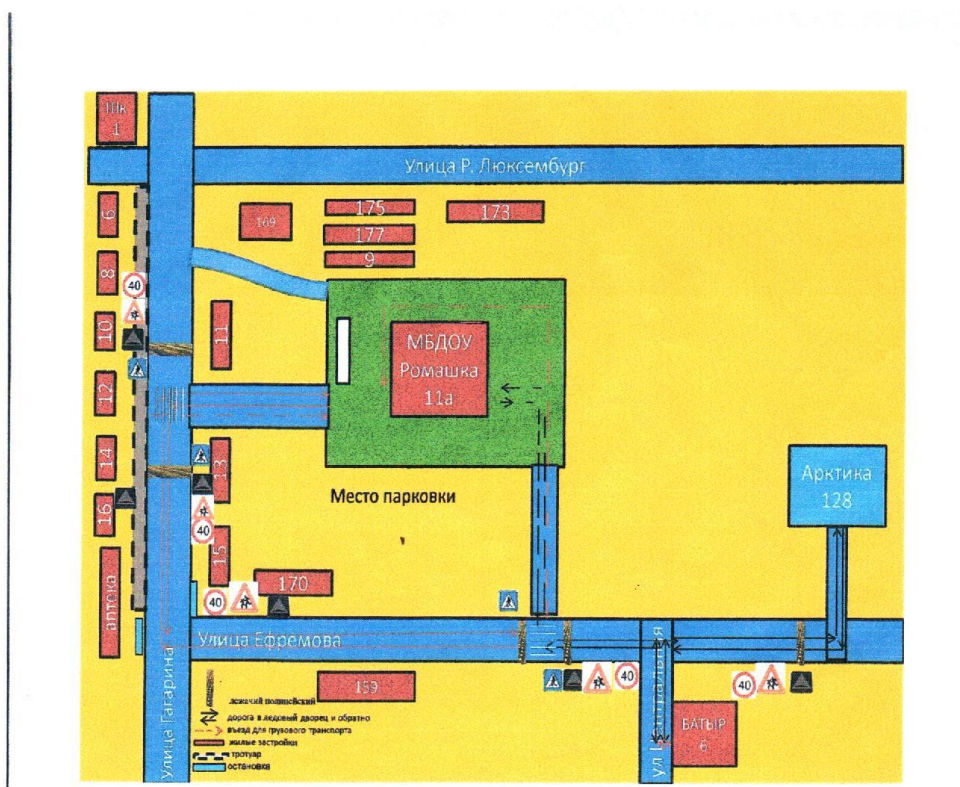 Шк
1
Улица Р. Люксембург
6
169
175
173
177
9
8
40
10
11
МБДОУ
Ромашка
11а
12
14
13
Арктика
128
16
Место парковки
40
15
аптека
170
40
Улица Ефремова
159
40
40
БАТЫР
6
Улица Гагарина
лежачий полицейский
дорога в ледовый дворец и обратно
въезд для грузового транспорта
жилые застройки
тротуар
остановка